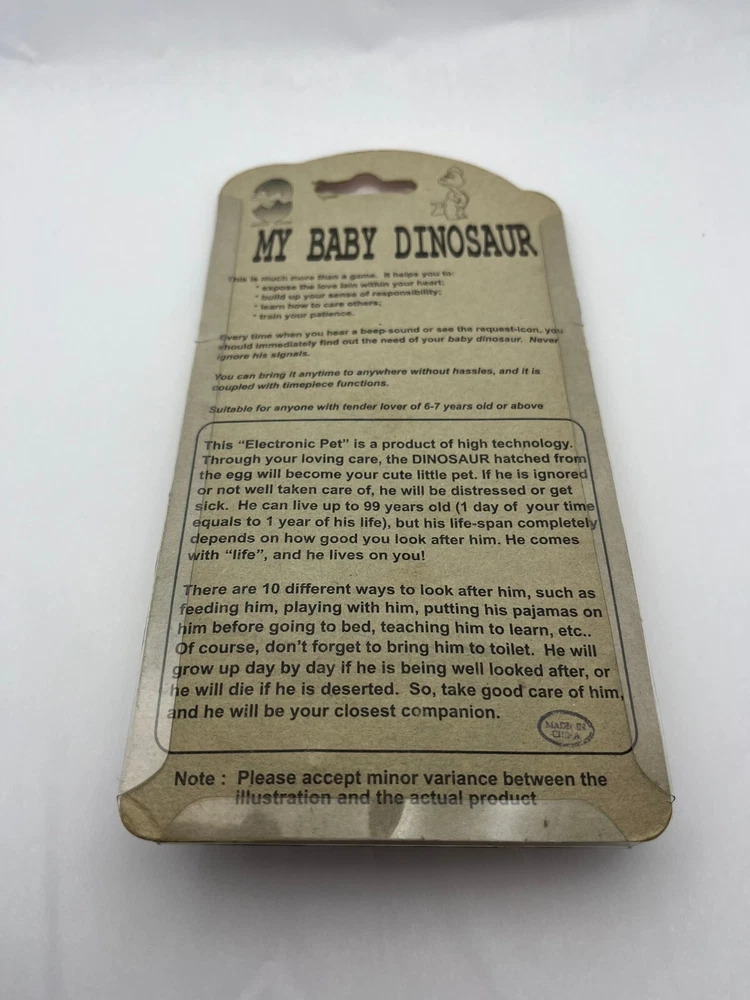 MY BABY DINOSAUR
This is much more than a game. It helps you to:
* expose the love lain within your heart;
* build up your sense of responsibility;
* learn how to care others;
* train your patience.
Every time when you hear a beep sound or see the request-icon, you
should immediately find out the need of your baby dinosaur. Never
ignore his signals.
You can bring it anytime to anywhere without hassles, and it is
coupled with timepiece functions.
Suitable for anyone with tender lover of 6-7 years old or above
This "Electronic Pet" is a product of high technology.
Through your loving care, the DINOSAUR hatched from
the egg will become your cute little pet. If he is ignored
or not well taken care of, he will be distressed or get
sick. He can live up to 99 years old (1 day of your time
equals to 1 year of his life), but his life-span completely
depends on how good you look after him. He comes
with "life", and he lives on you!
There are 10 different ways to look after him, such as
feeding him, playing with him, putting his pajamas on
him before going to bed, teaching him to learn, etc..
Of course, don't forget to bring him to toilet. He will
grow up day by day if he is being well looked after, or
he will die if he is deserted. So, take good care of him,
and he will be your closest companion.
MADE IN
CHINA
Note : Please accept minor variance between the
illustration and the actual product